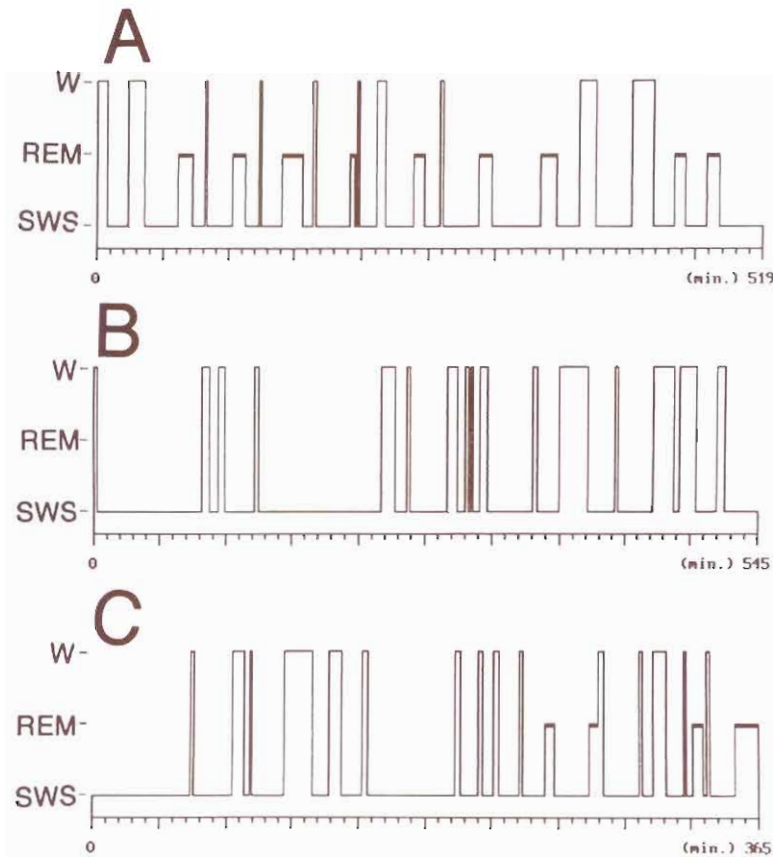 A
W
REM
SWS
0 (min.) 519
B
W
REM
SWS
0 (min.) 545
C
W
REM
SWS
0 (min.) 365